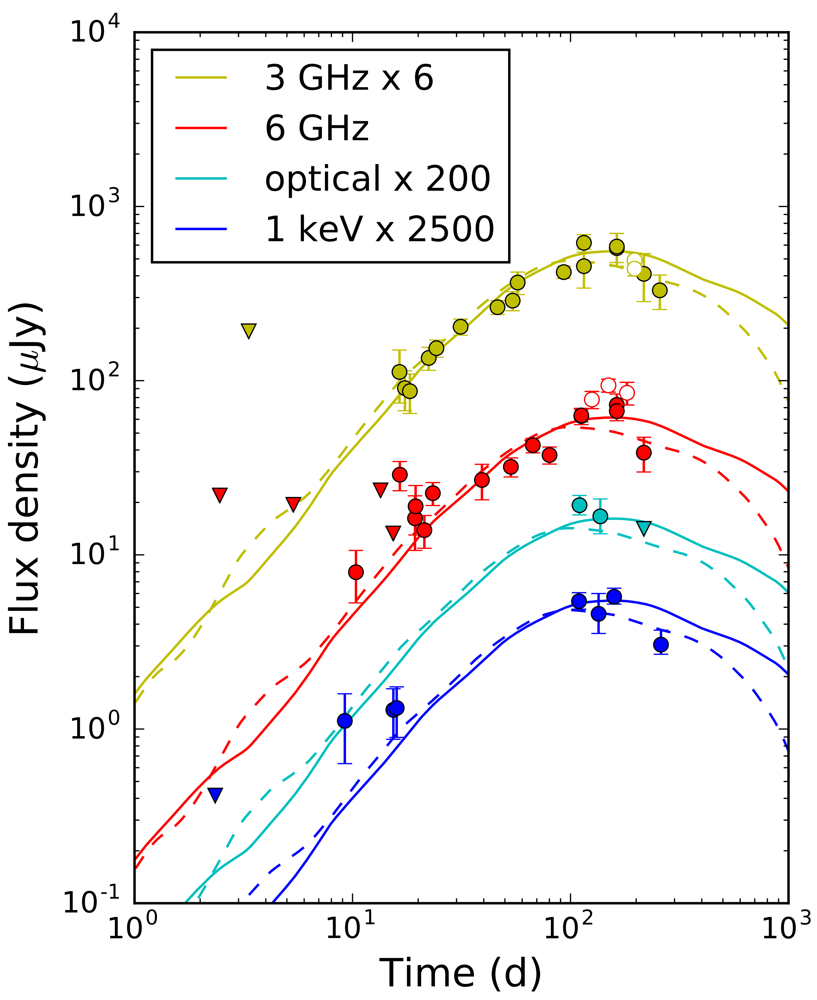 10^4
3 GHz x 6
6 GHz
optical x 200
1 keV x 2500
10^3
10^2
10^1
10^0
10^-1
Flux density (μJy)
10^0 10^1 10^2 10^3
Time (d)